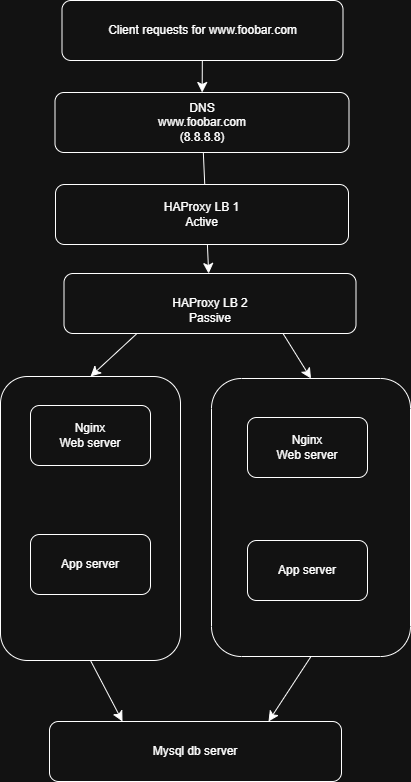 Client requests for www.foobar.com
DNS
www.foobar.com
(8.8.8.8)
HAProxy LB 1
Active
HAProxy LB 2
Passive
Nginx
Web server
App server
Nginx
Web server
App server
Mysql db server